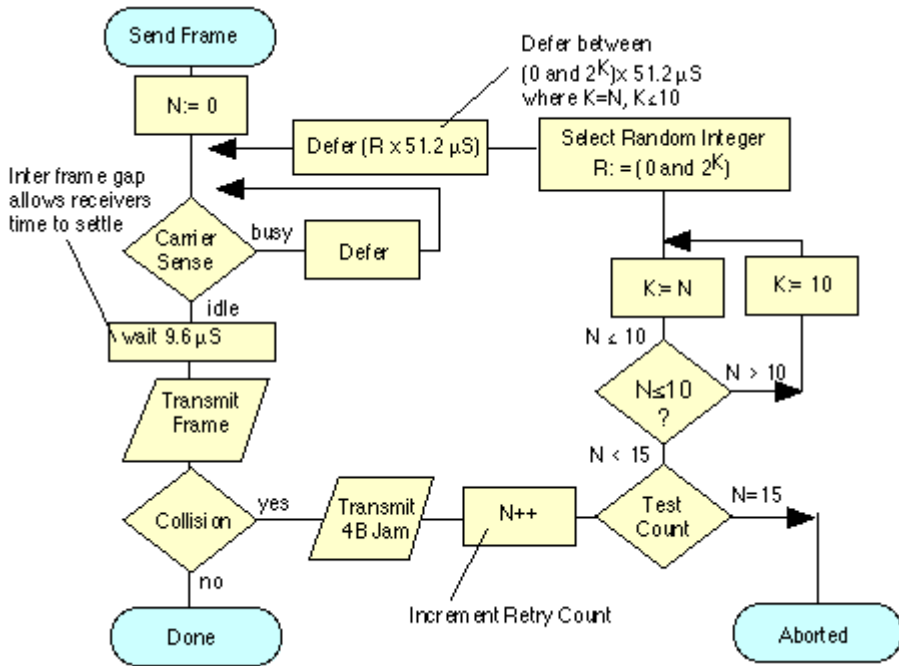 Send Frame
N:= 0
Defer between
(0 and 2^K)x 51.2 µS
where K=N, K≤10
Defer (R x 51.2 µS)
Select Random Integer
R: = (0 and 2^K)
Inter frame gap
allows receivers
time to settle
Carrier
Sense
busy
Defer
idle
wait 9.6 µS
K:= N
K:= 10
N ≤ 10
N > 10
N≤10
?
Transmit
Frame
N < 15
Collision
yes
no
Transmit
4B Jam
N++
Test
Count
N=15
Increment Retry Count
Done
Aborted